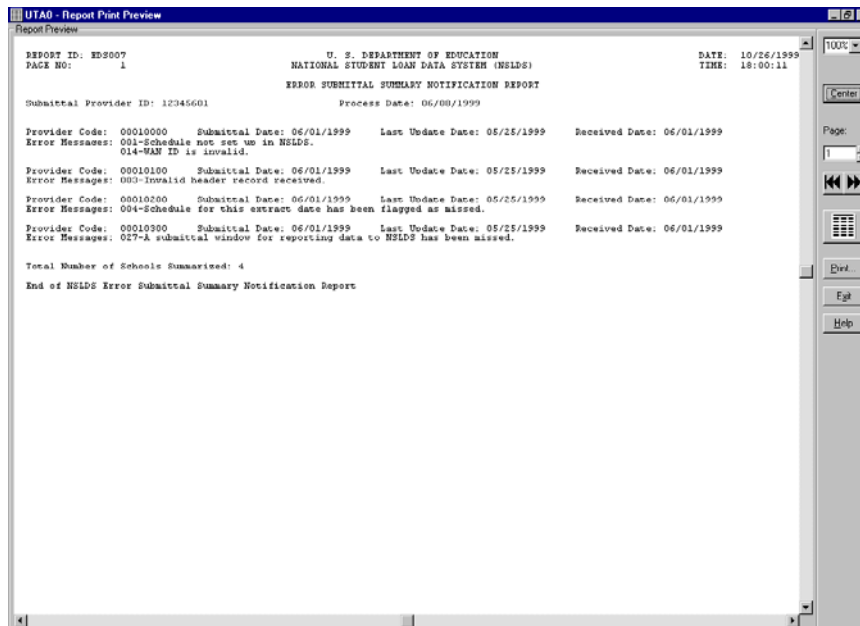 UTA0 - Report Print Preview
Report Preview
REPORT ID: EDS007 U. S. DEPARTMENT OF EDUCATION DATE: 10/26/1999
PAGE NO: 1 NATIONAL STUDENT LOAN DATA SYSTEM (NSLDS) TIME: 18:00:11
ERROR SUBMITTAL SUMMARY NOTIFICATION REPORT
Submittal Provider ID: 12345601 Process Date: 06/08/1999
Provider Code: 00010000 Submittal Date: 06/01/1999 Last Update Date: 05/25/1999 Received Date: 06/01/1999
Error Messages: 001-Schedule not set up in NSLDS.
014-WAN ID is invalid.
Provider Code: 00010100 Submittal Date: 06/01/1999 Last Update Date: 05/25/1999 Received Date: 06/01/1999
Error Messages: 003-Invalid header record received.
Provider Code: 00010200 Submittal Date: 06/01/1999 Last Update Date: 05/25/1999 Received Date: 06/01/1999
Error Messages: 004-Schedule for this extract date has been flagged as missed.
Provider Code: 00010300 Submittal Date: 06/01/1999 Last Update Date: 05/25/1999 Received Date: 06/01/1999
Error Messages: 027-A submittal window for reporting data to NSLDS has been missed.
Total Number of Schools Summarized: 4
End of NSLDS Error Submittal Summary Notification Report
100%
Center
Page:
1
Print...
Exit
Help